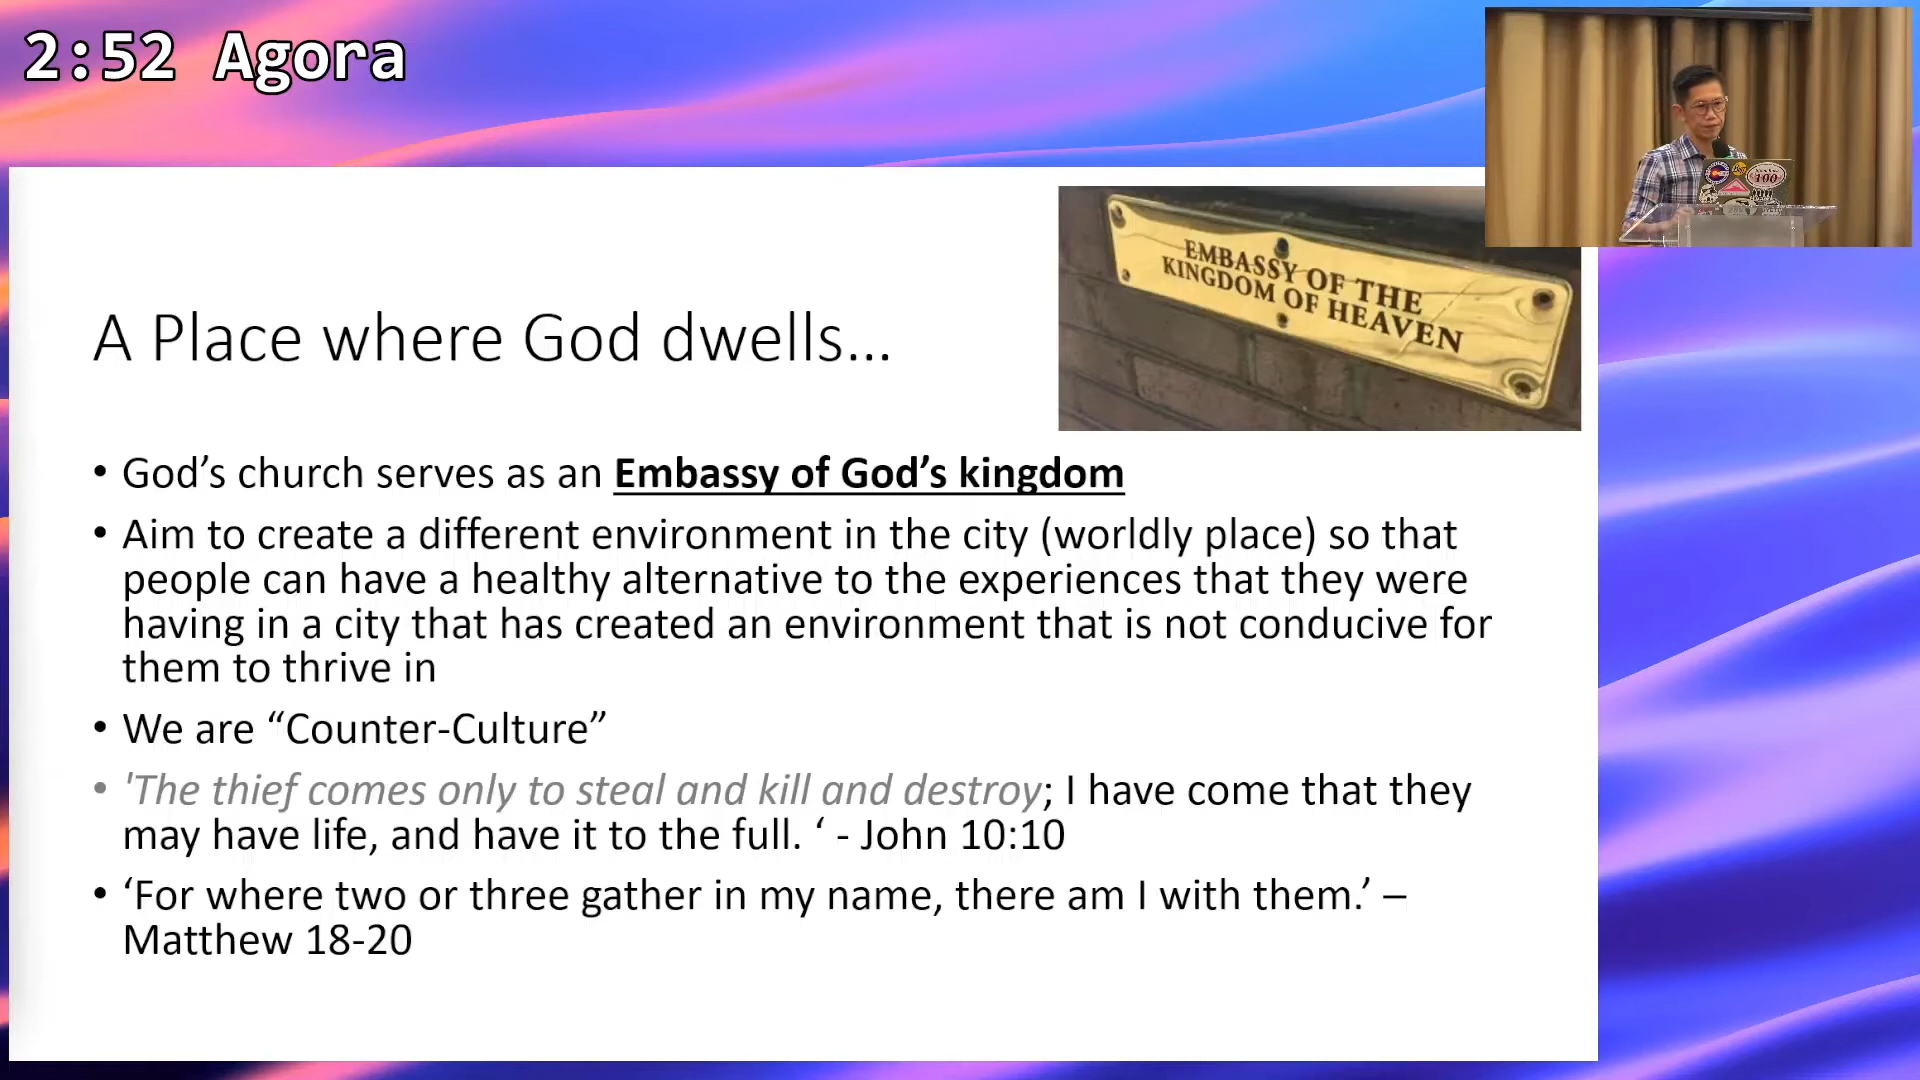 2:52 Agora
EMBASSY OF THE
KINGDOM OF HEAVEN
100
A Place where God dwells...
• God’s church serves as an Embassy of God’s kingdom
• Aim to create a different environment in the city (worldly place) so that
people can have a healthy alternative to the experiences that they were
having in a city that has created an environment that is not conducive for
them to thrive in
• We are “Counter-Culture”
• 'The thief comes only to steal and kill and destroy; I have come that they
may have life, and have it to the full. ‘ - John 10:10
• ‘For where two or three gather in my name, there am I with them.’ –
Matthew 18-20